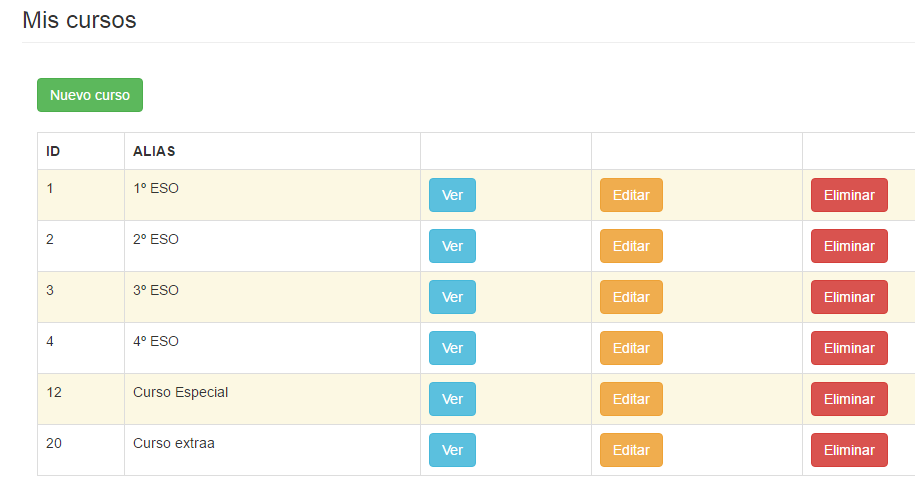 Mis cursos
Nuevo curso
ID ALIAS
1 1º ESO Ver Editar Eliminar
2 2º ESO Ver Editar Eliminar
3 3º ESO Ver Editar Eliminar
4 4º ESO Ver Editar Eliminar
12 Curso Especial Ver Editar Eliminar
20 Curso extraa Ver Editar Eliminar